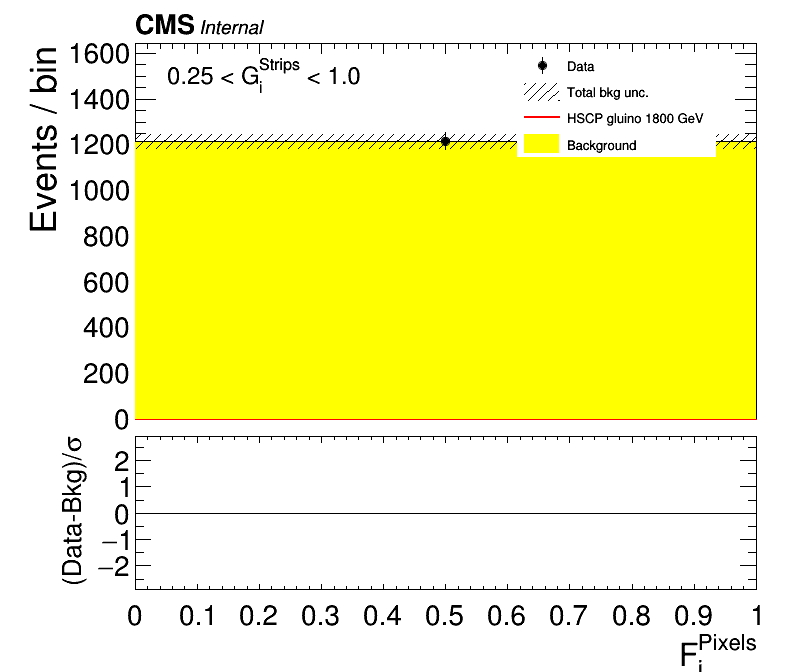 CMS Internal
0.25 < G_i^Strips < 1.0
Data
Total bkg unc.
HSCP gluino 1800 GeV
Background
Events / bin
1600
1400
1200
1000
800
600
400
200
0
(Data-Bkg)/σ
2
1
0
−1
−2
0 0.1 0.2 0.3 0.4 0.5 0.6 0.7 0.8 0.9 1
F_i^Pixels